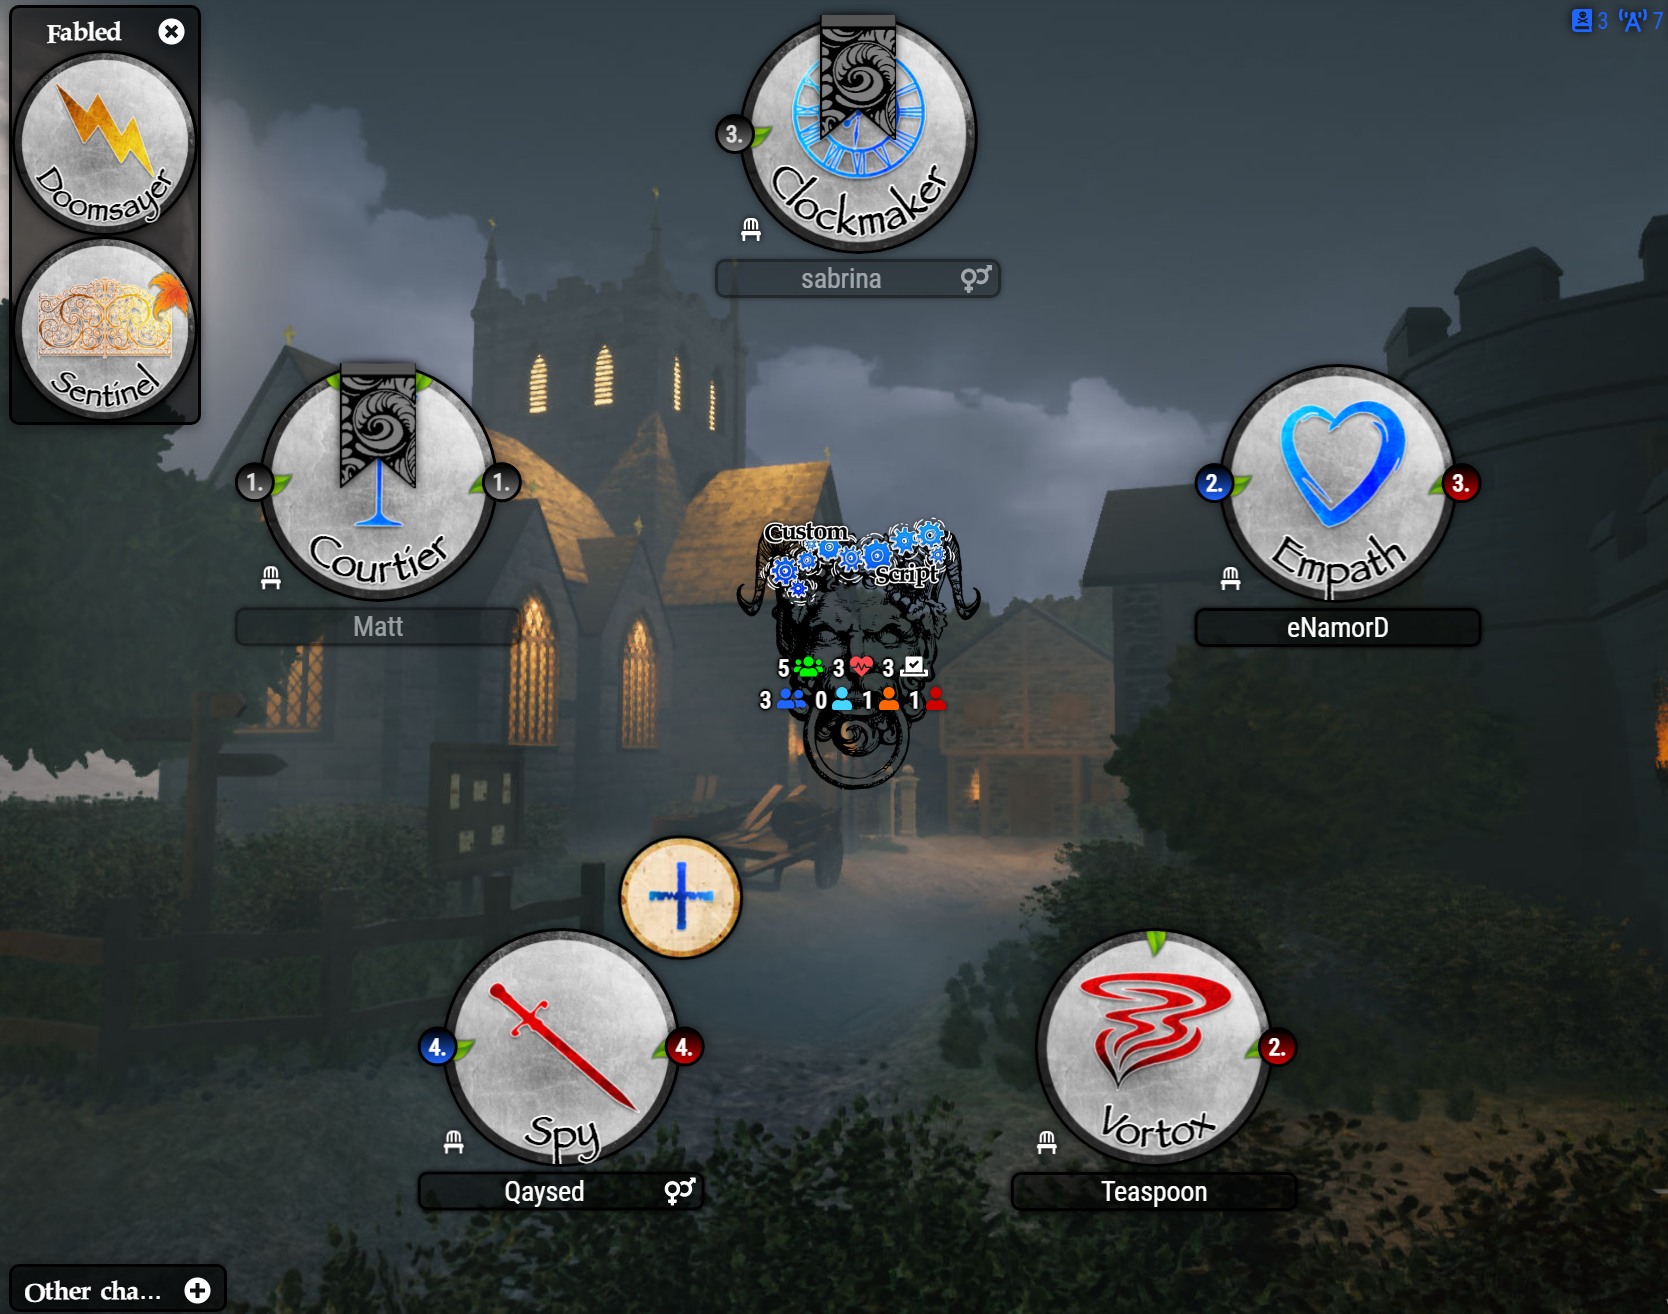 Fabled
3 7
Doomsayer
Sentinel
3.
Clockmaker
sabrina
1.
1.
Courtier
Matt
2.
3.
Empath
eNamorD
Custom
Script
5 3 3
3 0 1 1
4.
4.
Spy
Qaysed
2.
Vortox
Teaspoon
Other cha...